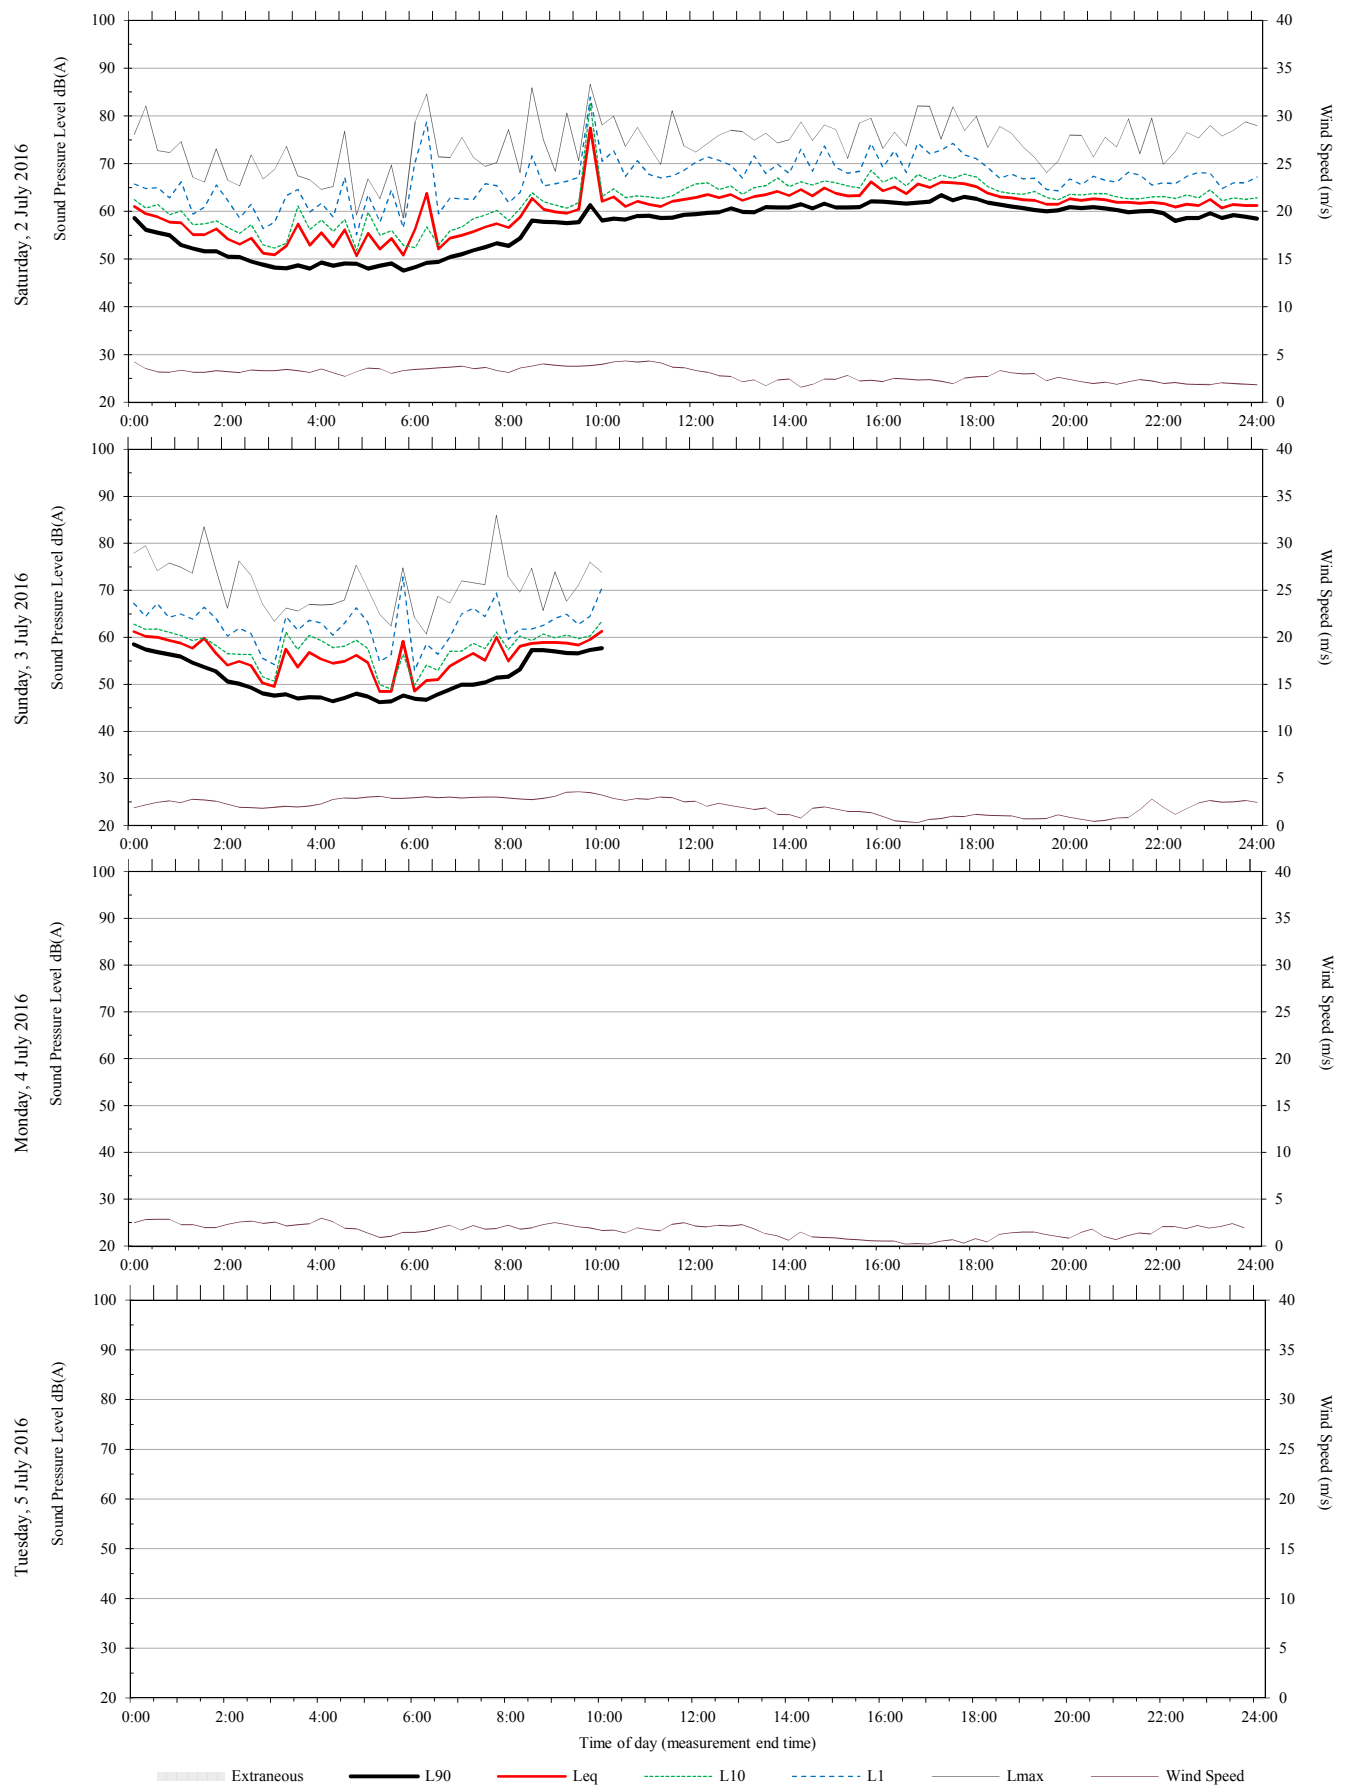 Saturday, 2 July 2016
Sound Pressure Level dB(A)
Wind Speed (m/s)
100 40
90 35
80 30
70 25
60 20
50 15
40 10
30 5
20 0
0:00 2:00 4:00 6:00 8:00 10:00 12:00 14:00 16:00 18:00 20:00 22:00 24:00
Sunday, 3 July 2016
Sound Pressure Level dB(A)
Wind Speed (m/s)
100 40
90 35
80 30
70 25
60 20
50 15
40 10
30 5
20 0
0:00 2:00 4:00 6:00 8:00 10:00 12:00 14:00 16:00 18:00 20:00 22:00 24:00
Monday, 4 July 2016
Sound Pressure Level dB(A)
Wind Speed (m/s)
100 40
90 35
80 30
70 25
60 20
50 15
40 10
30 5
20 0
0:00 2:00 4:00 6:00 8:00 10:00 12:00 14:00 16:00 18:00 20:00 22:00 24:00
Tuesday, 5 July 2016
Sound Pressure Level dB(A)
Wind Speed (m/s)
100 40
90 35
80 30
70 25
60 20
50 15
40 10
30 5
20 0
0:00 2:00 4:00 6:00 8:00 10:00 12:00 14:00 16:00 18:00 20:00 22:00 24:00
Time of day (measurement end time)
Extraneous L90 Leq L10 L1 Lmax Wind Speed